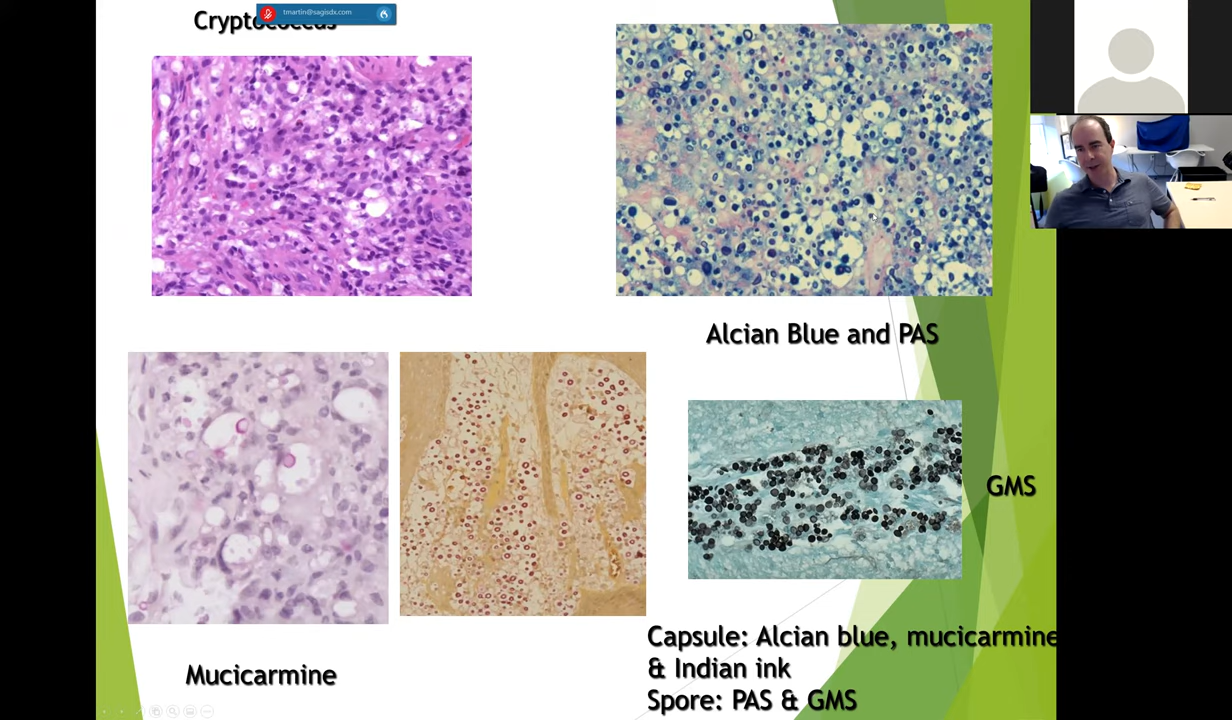 Cryptococcus
tmartin@sagisdx.com
Alcian Blue and PAS
GMS
Mucicarmine
Capsule: Alcian blue, mucicarmine
& Indian ink
Spore: PAS & GMS